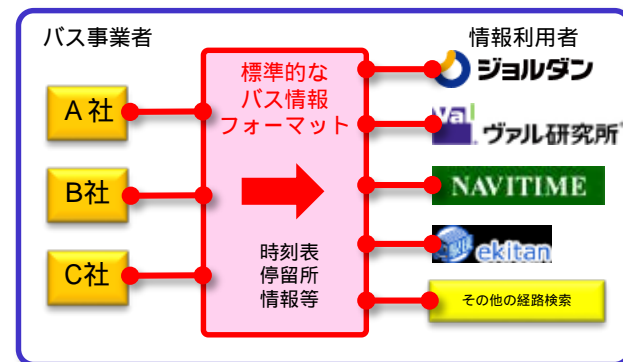 バス事業者
情報利用者
A社
B社
C社
標準的な
バス情報
フォーマット
時刻表
停留所
情報等
ジョルダン
Val
ヴァル研究所
NAVITIME
ekitan
その他の経路検索